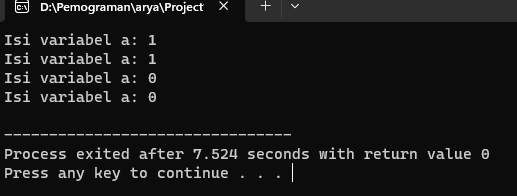 D:\Pemograman\arya\Project
Isi variabel a: 1
Isi variabel a: 1
Isi variabel a: 0
Isi variabel a: 0
--------------------------------
Process exited after 7.524 seconds with return value 0
Press any key to continue . . .